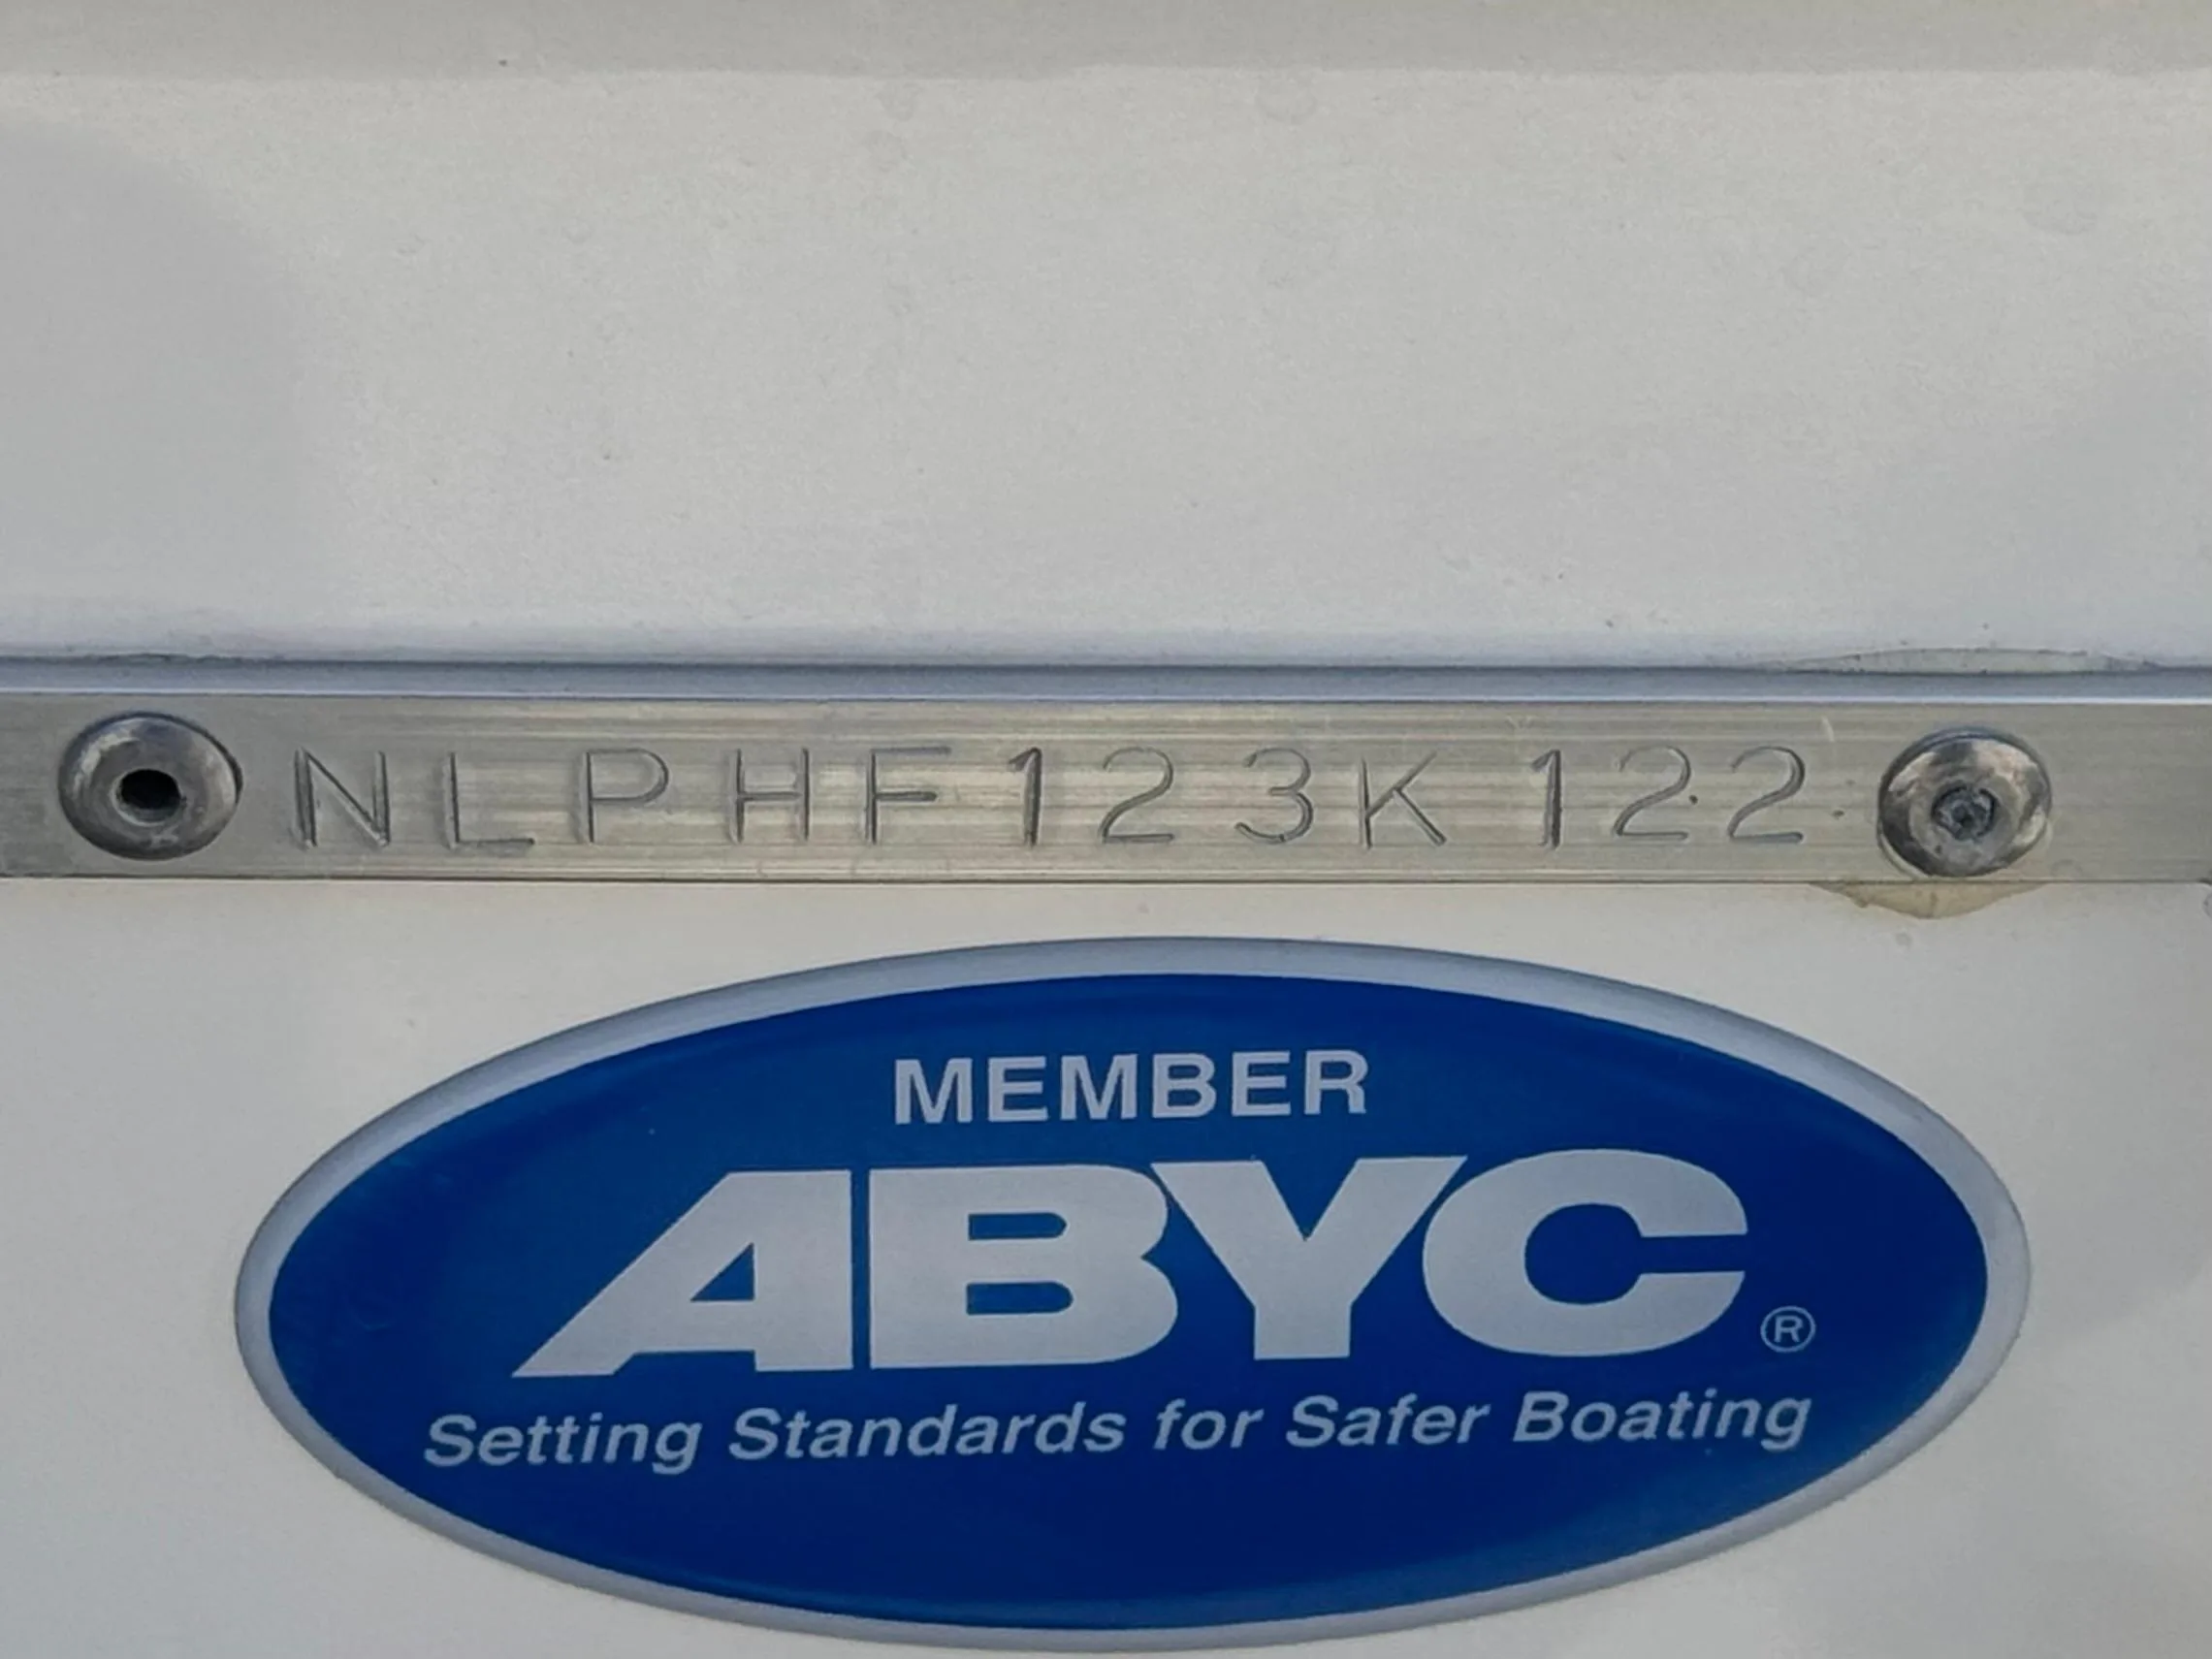 NLPHF123K122
MEMBER
ABYC®
Setting Standards for Safer Boating